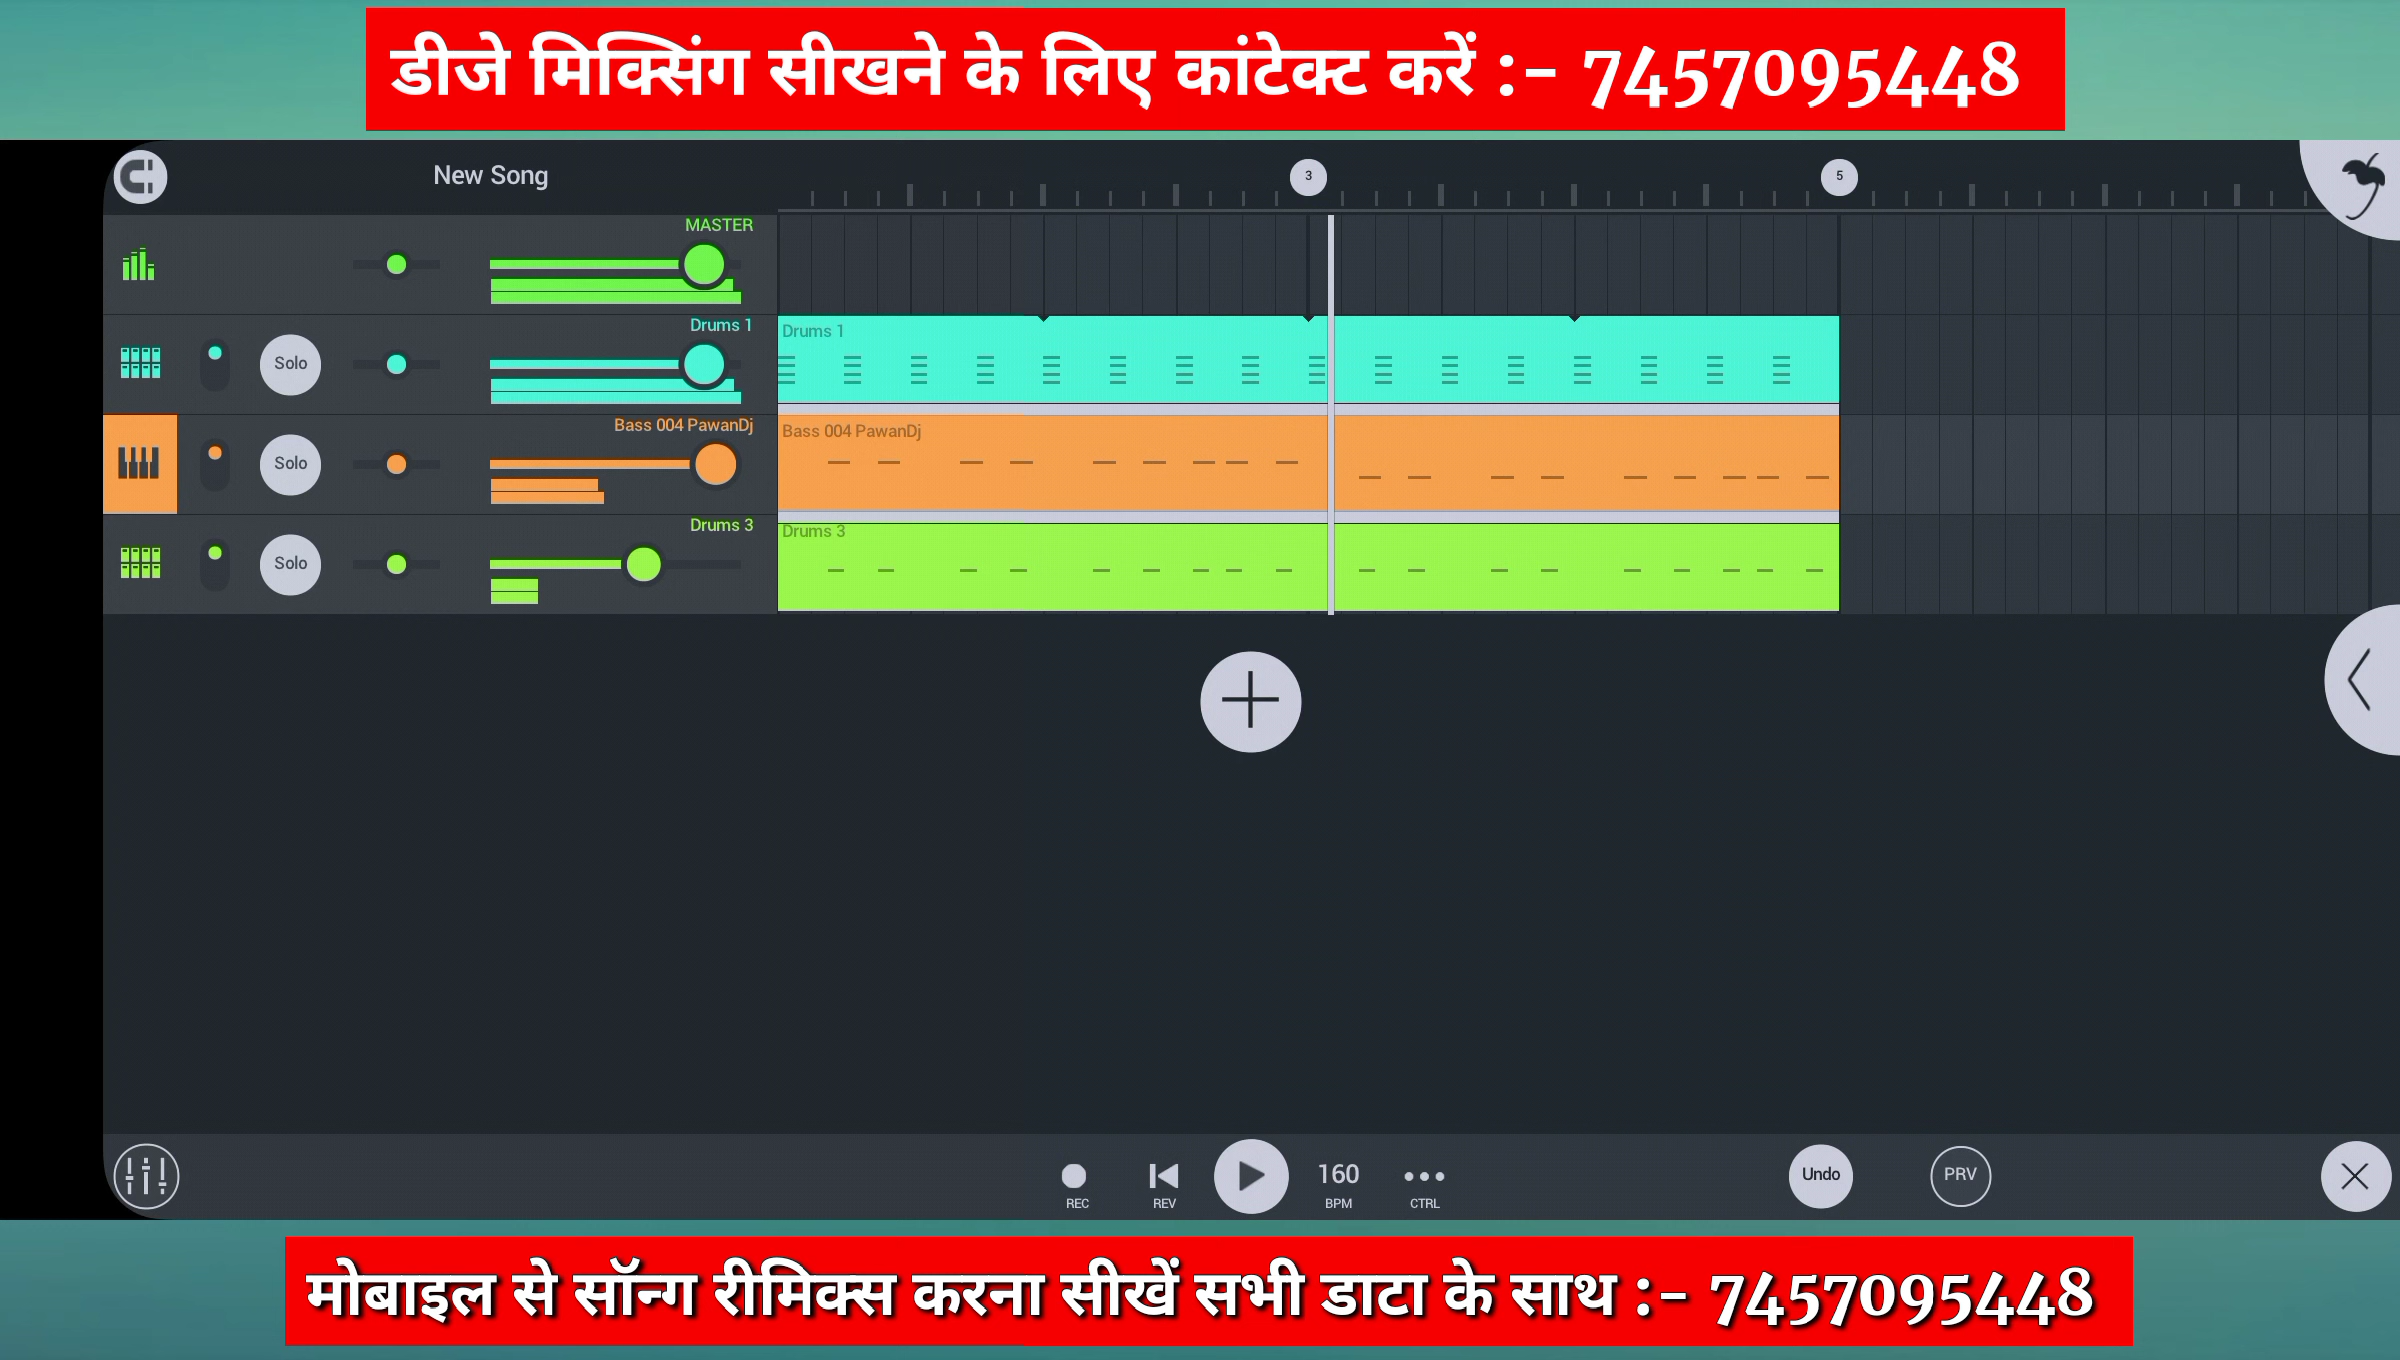 डीजे मिक्सिंग सीखने के लिए कांटेक्ट करें :- 7457095448
New Song
3
5
MASTER
Drums 1
Solo
Drums 1
Bass 004 PawanDj
Solo
Bass 004 PawanDj
Drums 3
Solo
Drums 3
160
Undo
PRV
REC
REV
BPM
CTRL
मोबाइल से सॉन्ग रीमिक्स करना सीखें सभी डाटा के साथ :- 7457095448